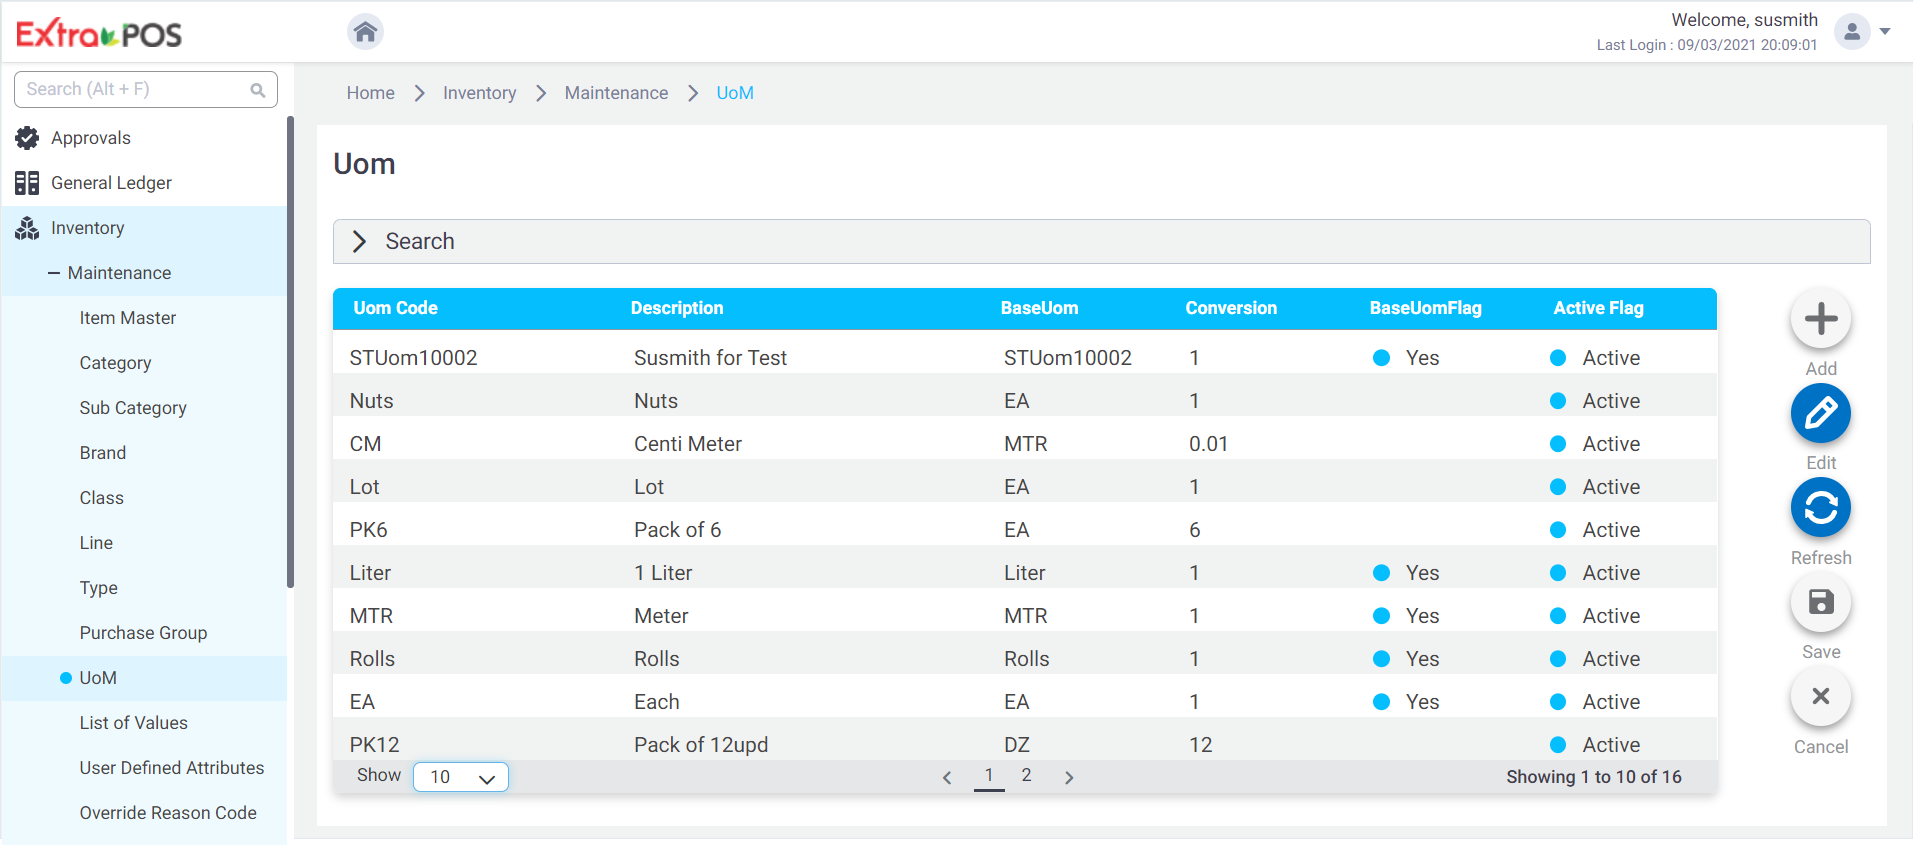 Extra POS
Welcome, susmith
Last Login : 09/03/2021 20:09:01
Search (Alt + F)
Home > Inventory > Maintenance > UoM
Approvals
General Ledger
Inventory
– Maintenance
Item Master
Category
Sub Category
Brand
Class
Line
Type
Purchase Group
UoM
List of Values
User Defined Attributes
Override Reason Code
Uom
Search
Uom Code Description BaseUom Conversion BaseUomFlag Active Flag
STUom10002 Susmith for Test STUom10002 1 Yes Active
Nuts Nuts EA 1 Active
CM Centi Meter MTR 0.01 Active
Lot Lot EA 1 Active
PK6 Pack of 6 EA 6 Active
Liter 1 Liter Liter 1 Yes Active
MTR Meter MTR 1 Yes Active
Rolls Rolls Rolls 1 Yes Active
EA Each EA 1 Yes Active
PK12 Pack of 12upd DZ 12 Active
Show 10 < 1 2 > Showing 1 to 10 of 16
Add
Edit
Refresh
Save
Cancel